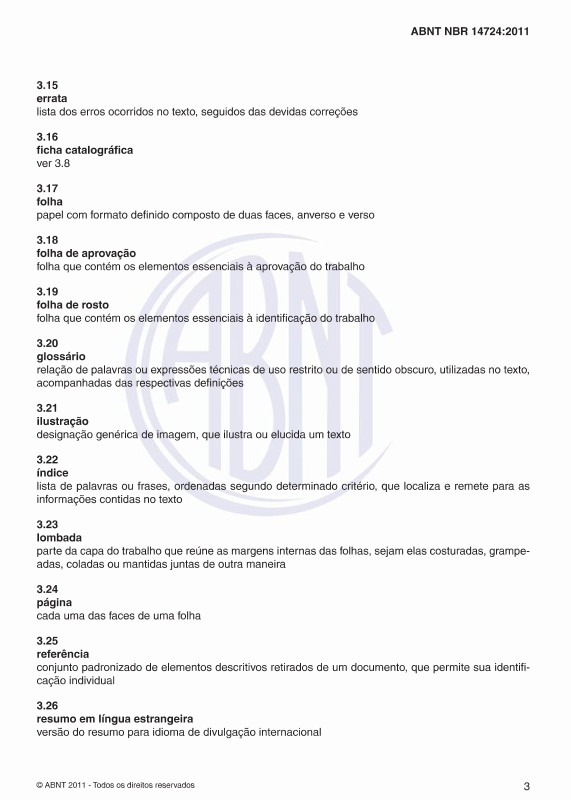 ABNT NBR 14724:2011
3.15
errata
lista dos erros ocorridos no texto, seguidos das devidas correções
3.16
ficha catalográfica
ver 3.8
3.17
folha
papel com formato definido composto de duas faces, anverso e verso
3.18
folha de aprovação
folha que contém os elementos essenciais à aprovação do trabalho
3.19
folha de rosto
folha que contém os elementos essenciais à identificação do trabalho
3.20
glossário
relação de palavras ou expressões técnicas de uso restrito ou de sentido obscuro, utilizadas no texto,
acompanhadas das respectivas definições
3.21
ilustração
designação genérica de imagem, que ilustra ou elucida um texto
3.22
índice
lista de palavras ou frases, ordenadas segundo determinado critério, que localiza e remete para as
informações contidas no texto
3.23
lombada
parte da capa do trabalho que reúne as margens internas das folhas, sejam elas costuradas, grampe-
adas, coladas ou mantidas juntas de outra maneira
3.24
página
cada uma das faces de uma folha
3.25
referência
conjunto padronizado de elementos descritivos retirados de um documento, que permite sua identifi-
cação individual
3.26
resumo em língua estrangeira
versão do resumo para idioma de divulgação internacional
ABNT
© ABNT 2011 - Todos os direitos reservados
3